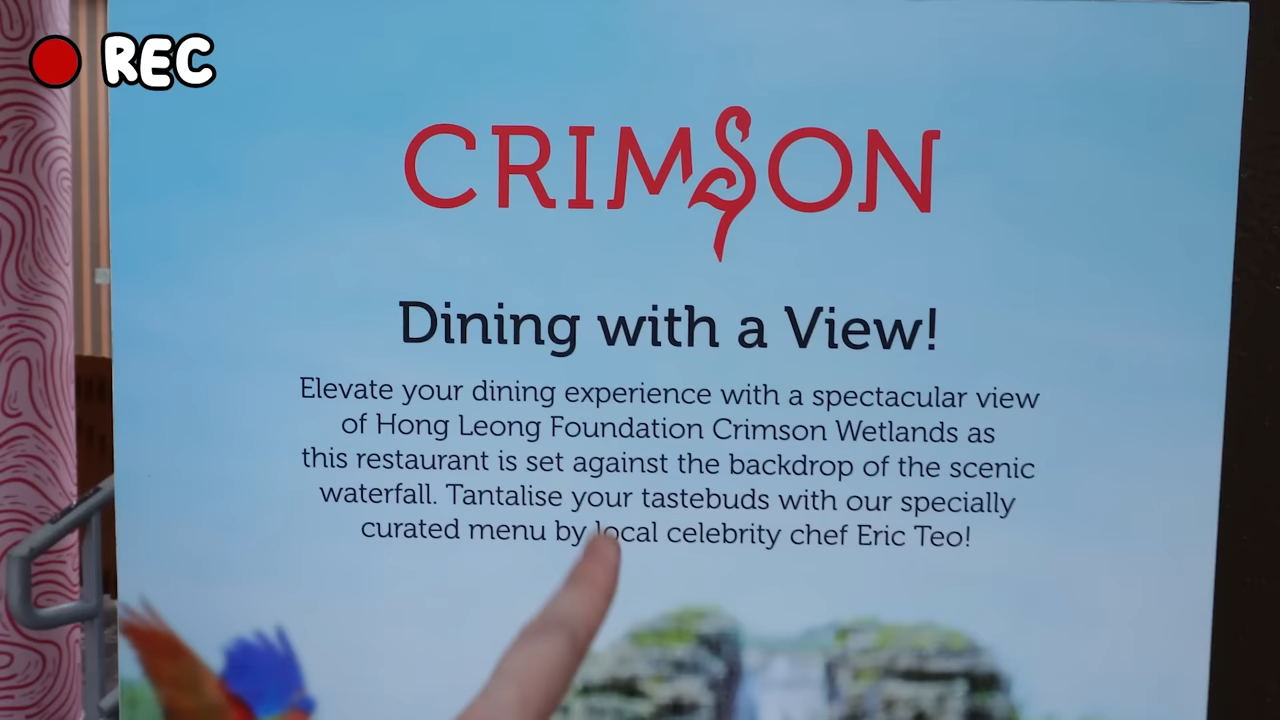 REC
CRIMSON
Dining with a View!
Elevate your dining experience with a spectacular view
of Hong Leong Foundation Crimson Wetlands as
this restaurant is set against the backdrop of the scenic
waterfall. Tantalise your tastebuds with our specially
curated menu by local celebrity chef Eric Teo!